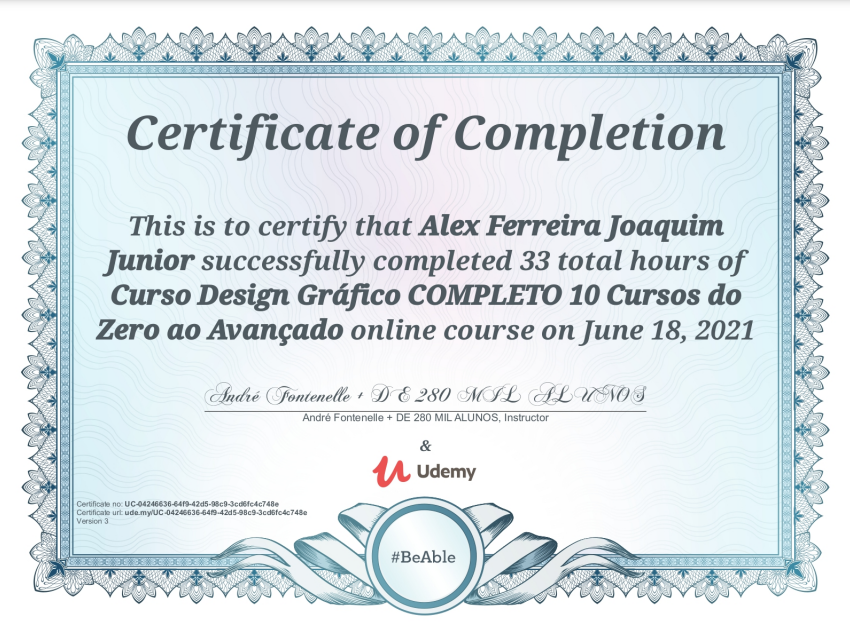 Certificate of Completion
This is to certify that Alex Ferreira Joaquim
Junior successfully completed 33 total hours of
Curso Design Gráfico COMPLETO 10 Cursos do
Zero ao Avançado online course on June 18, 2021
André Fontenelle + DE 280 MIL ALUNOS
André Fontenelle + DE 280 MIL ALUNOS, Instructor
&
Udemy
Certificate no: UC-04246636-64f9-42d5-98c9-3cd6fc4c748e
Certificate url: ude.my/UC-04246636-64f9-42d5-98c9-3cd6fc4c748e
Version 3
#BeAble